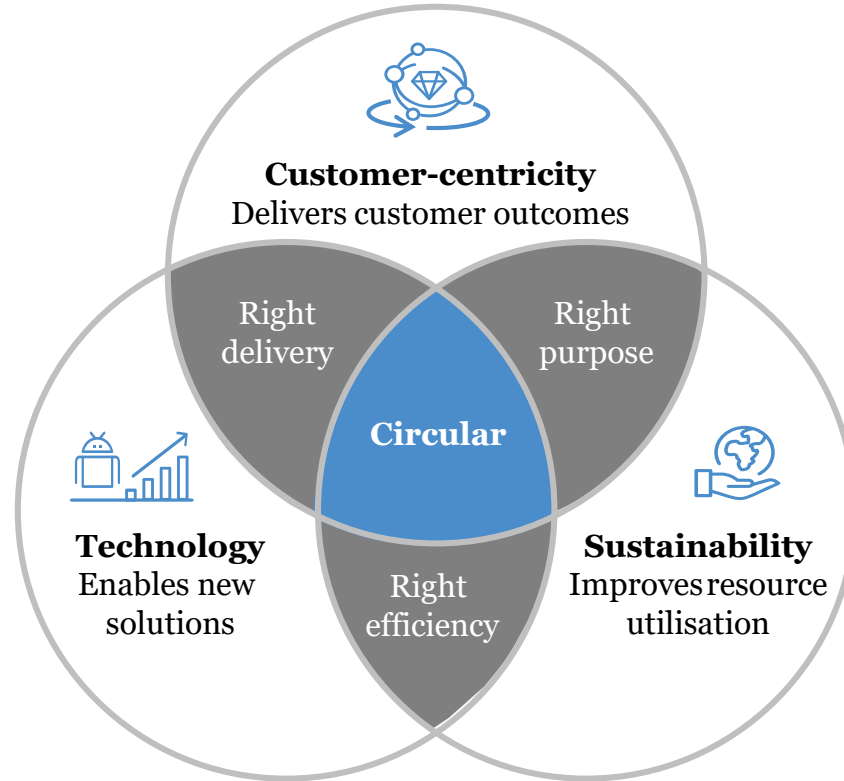 Customer-centricity
Delivers customer outcomes
Right
delivery
Right
purpose
Circular
Technology
Enables new
solutions
Sustainability
Improves resource
utilisation
Right
efficiency